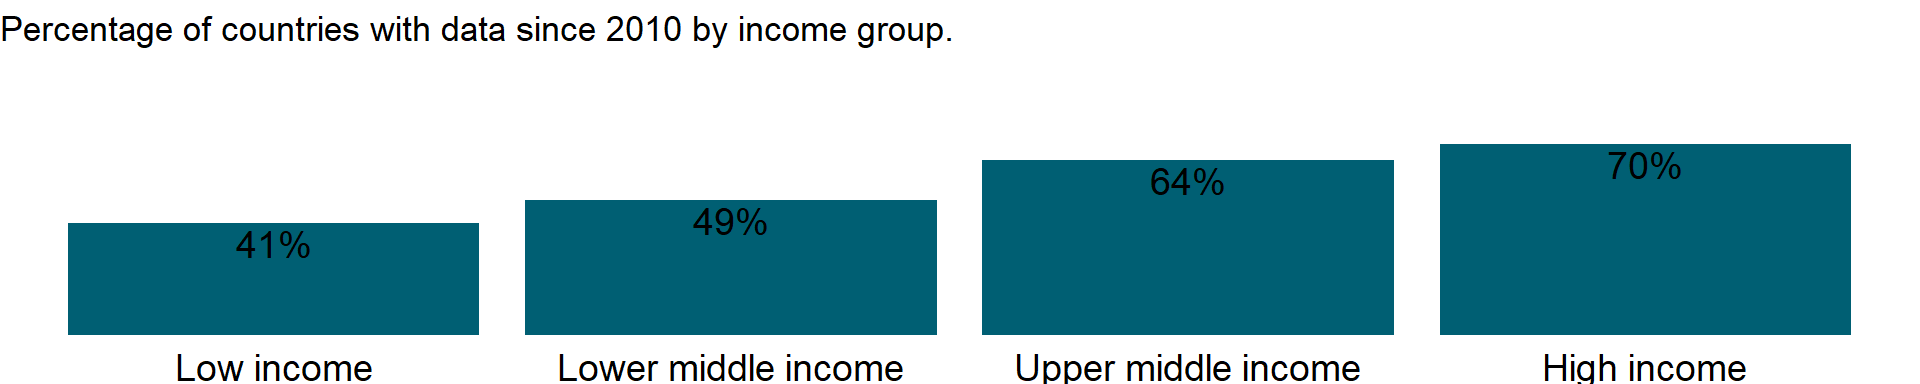 Percentage of countries with data since 2010 by income group.
41%
49%
64%
70%
Low income
Lower middle income
Upper middle income
High income